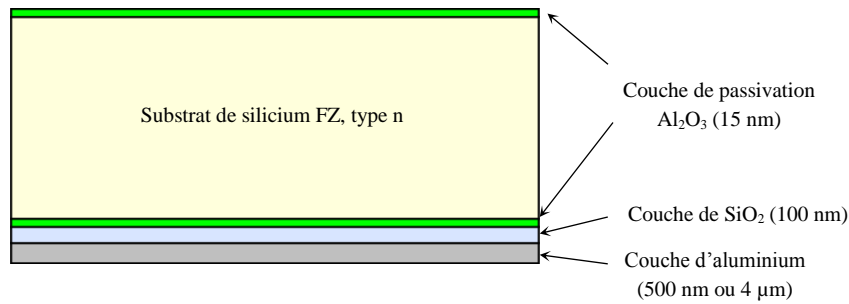 Substrat de silicium FZ, type n
Couche de passivation
Al₂O₃ (15 nm)
Couche de SiO₂ (100 nm)
Couche d’aluminium
(500 nm ou 4 µm)